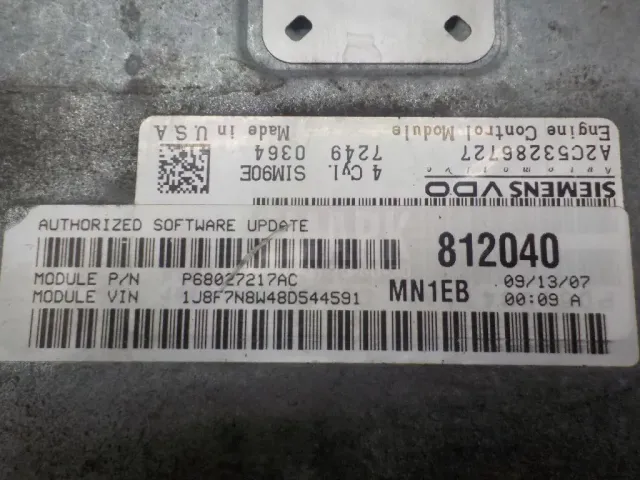 SIEMENS VDO
Automotive
A2C53286727
Engine Control Module
4 Cyl. SIM90E
7249 0364
Made in U.S.A
AUTHORIZED SOFTWARE UPDATE
812040
MODULE P/N P68027217AC
MODULE VIN 1J8F7N8W48D544591
MN1EB
09/13/07
00:09 A